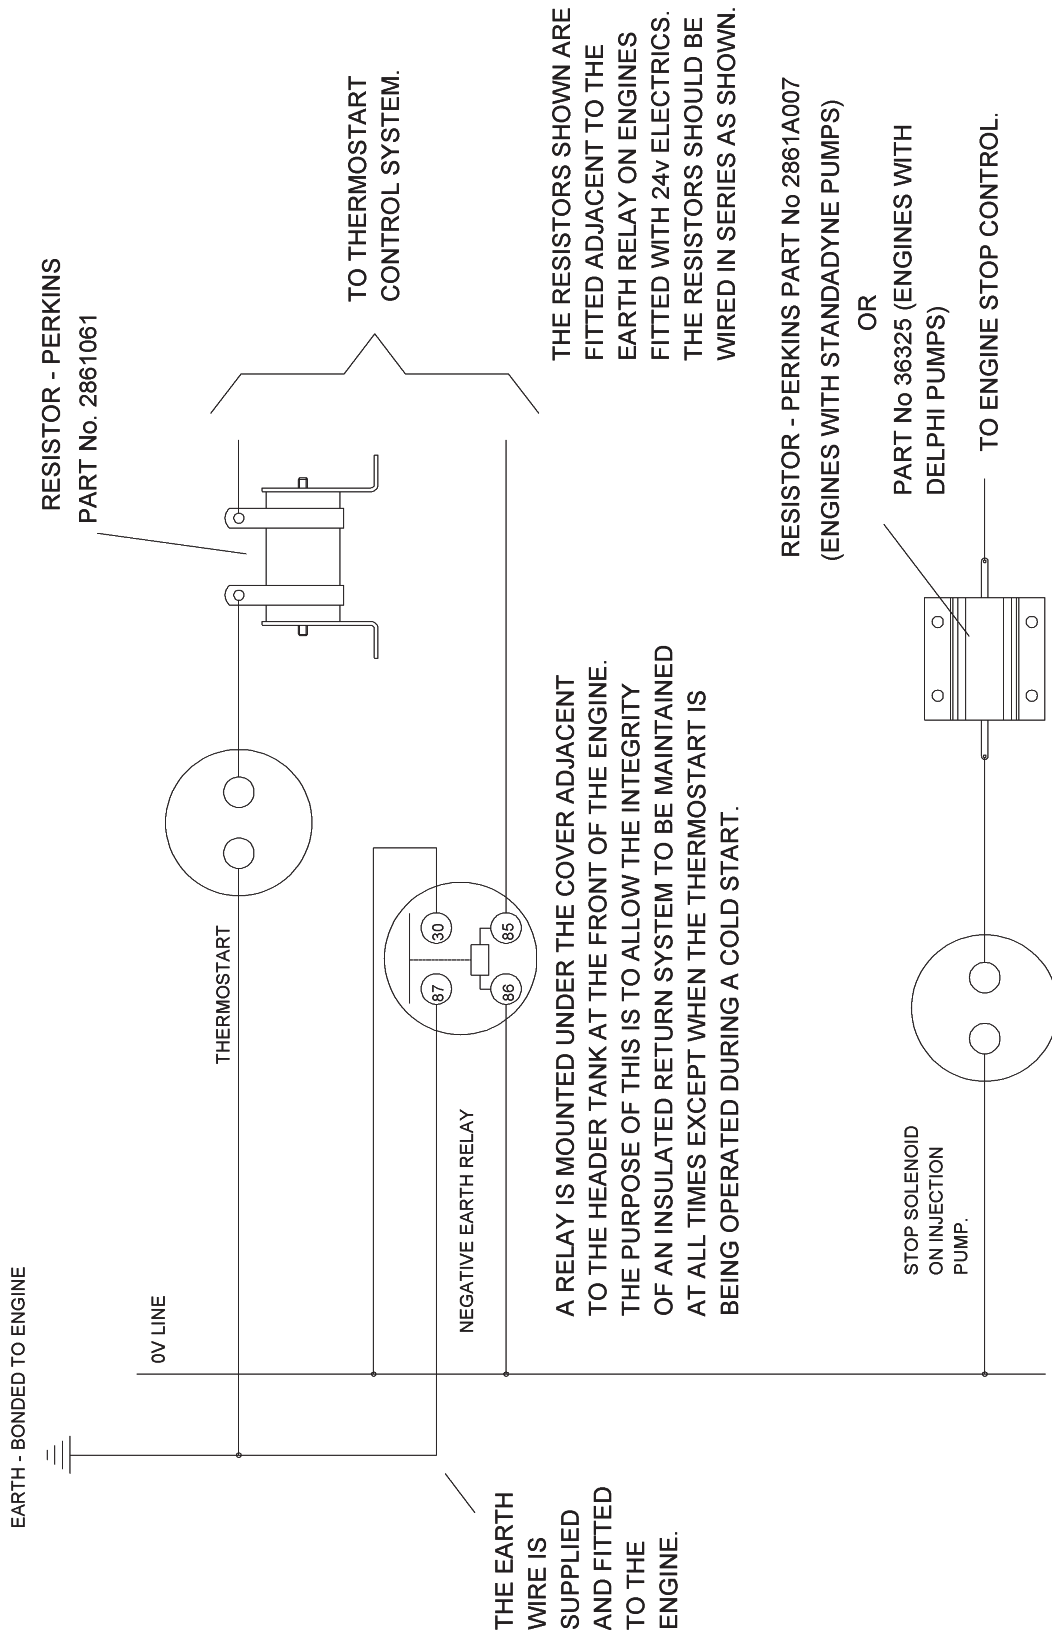 EARTH - BONDED TO ENGINE
0V LINE
THE EARTH
WIRE IS
SUPPLIED
AND FITTED
TO THE
ENGINE.
THERMOSTART
RESISTOR - PERKINS
PART No. 2861061
TO THERMOSTART
CONTROL SYSTEM.
NEGATIVE EARTH RELAY
87
30
86
85
A RELAY IS MOUNTED UNDER THE COVER ADJACENT
TO THE HEADER TANK AT THE FRONT OF THE ENGINE.
THE PURPOSE OF THIS IS TO ALLOW THE INTEGRITY
OF AN INSULATED RETURN SYSTEM TO BE MAINTAINED
AT ALL TIMES EXCEPT WHEN THE THERMOSTART IS
BEING OPERATED DURING A COLD START.
THE RESISTORS SHOWN ARE
FITTED ADJACENT TO THE
EARTH RELAY ON ENGINES
FITTED WITH 24v ELECTRICS.
THE RESISTORS SHOULD BE
WIRED IN SERIES AS SHOWN.
RESISTOR - PERKINS PART No 2861A007
(ENGINES WITH STANDADYNE PUMPS)
OR
PART No 36325 (ENGINES WITH
DELPHI PUMPS)
STOP SOLENOID
ON INJECTION
PUMP.
TO ENGINE STOP CONTROL.